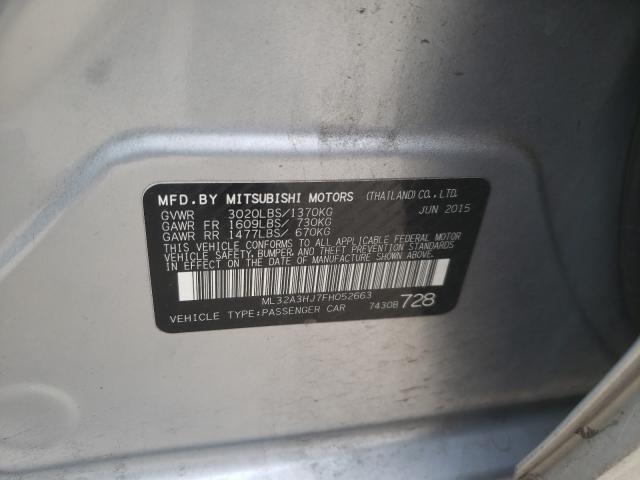 MFD.BY MITSUBISHI MOTORS (THAILAND) CO., LTD.
GVWR 3020LBS/1370KG JUN 2015
GAWR FR 1609LBS/ 730KG
GAWR RR 1477LBS/ 670KG
THIS VEHICLE CONFORMS TO ALL APPLICABLE FEDERAL MOTOR
VEHICLE SAFETY, BUMPER, AND THEFT PREVENTION STANDARDS
IN EFFECT ON THE DATE OF MANUFACTURE SHOWN ABOVE.
ML32A3HJ7FH052663
VEHICLE TYPE:PASSENGER CAR 7430B 728